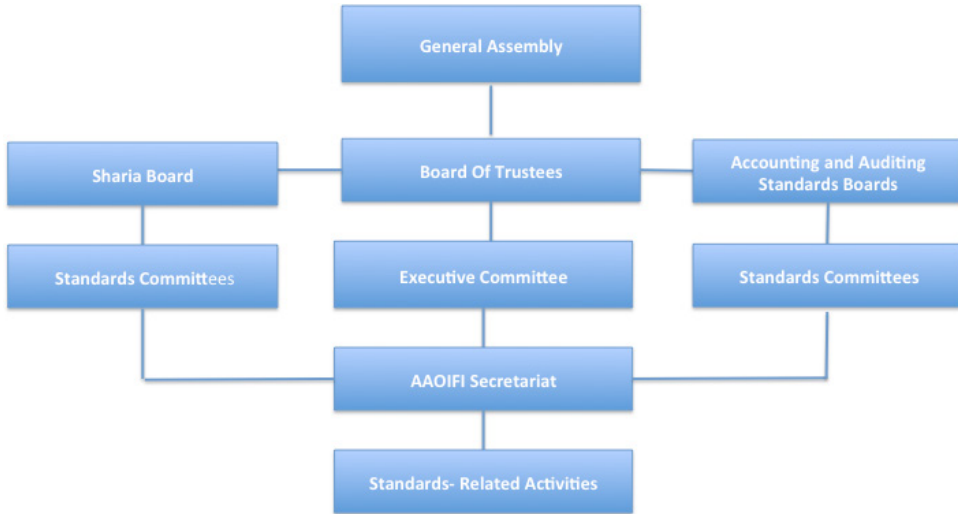 General Assembly
Sharia Board
Board Of Trustees
Accounting and Auditing
Standards Boards
Standards Committees
Executive Committee
Standards Committees
AAOIFI Secretariat
Standards- Related Activities